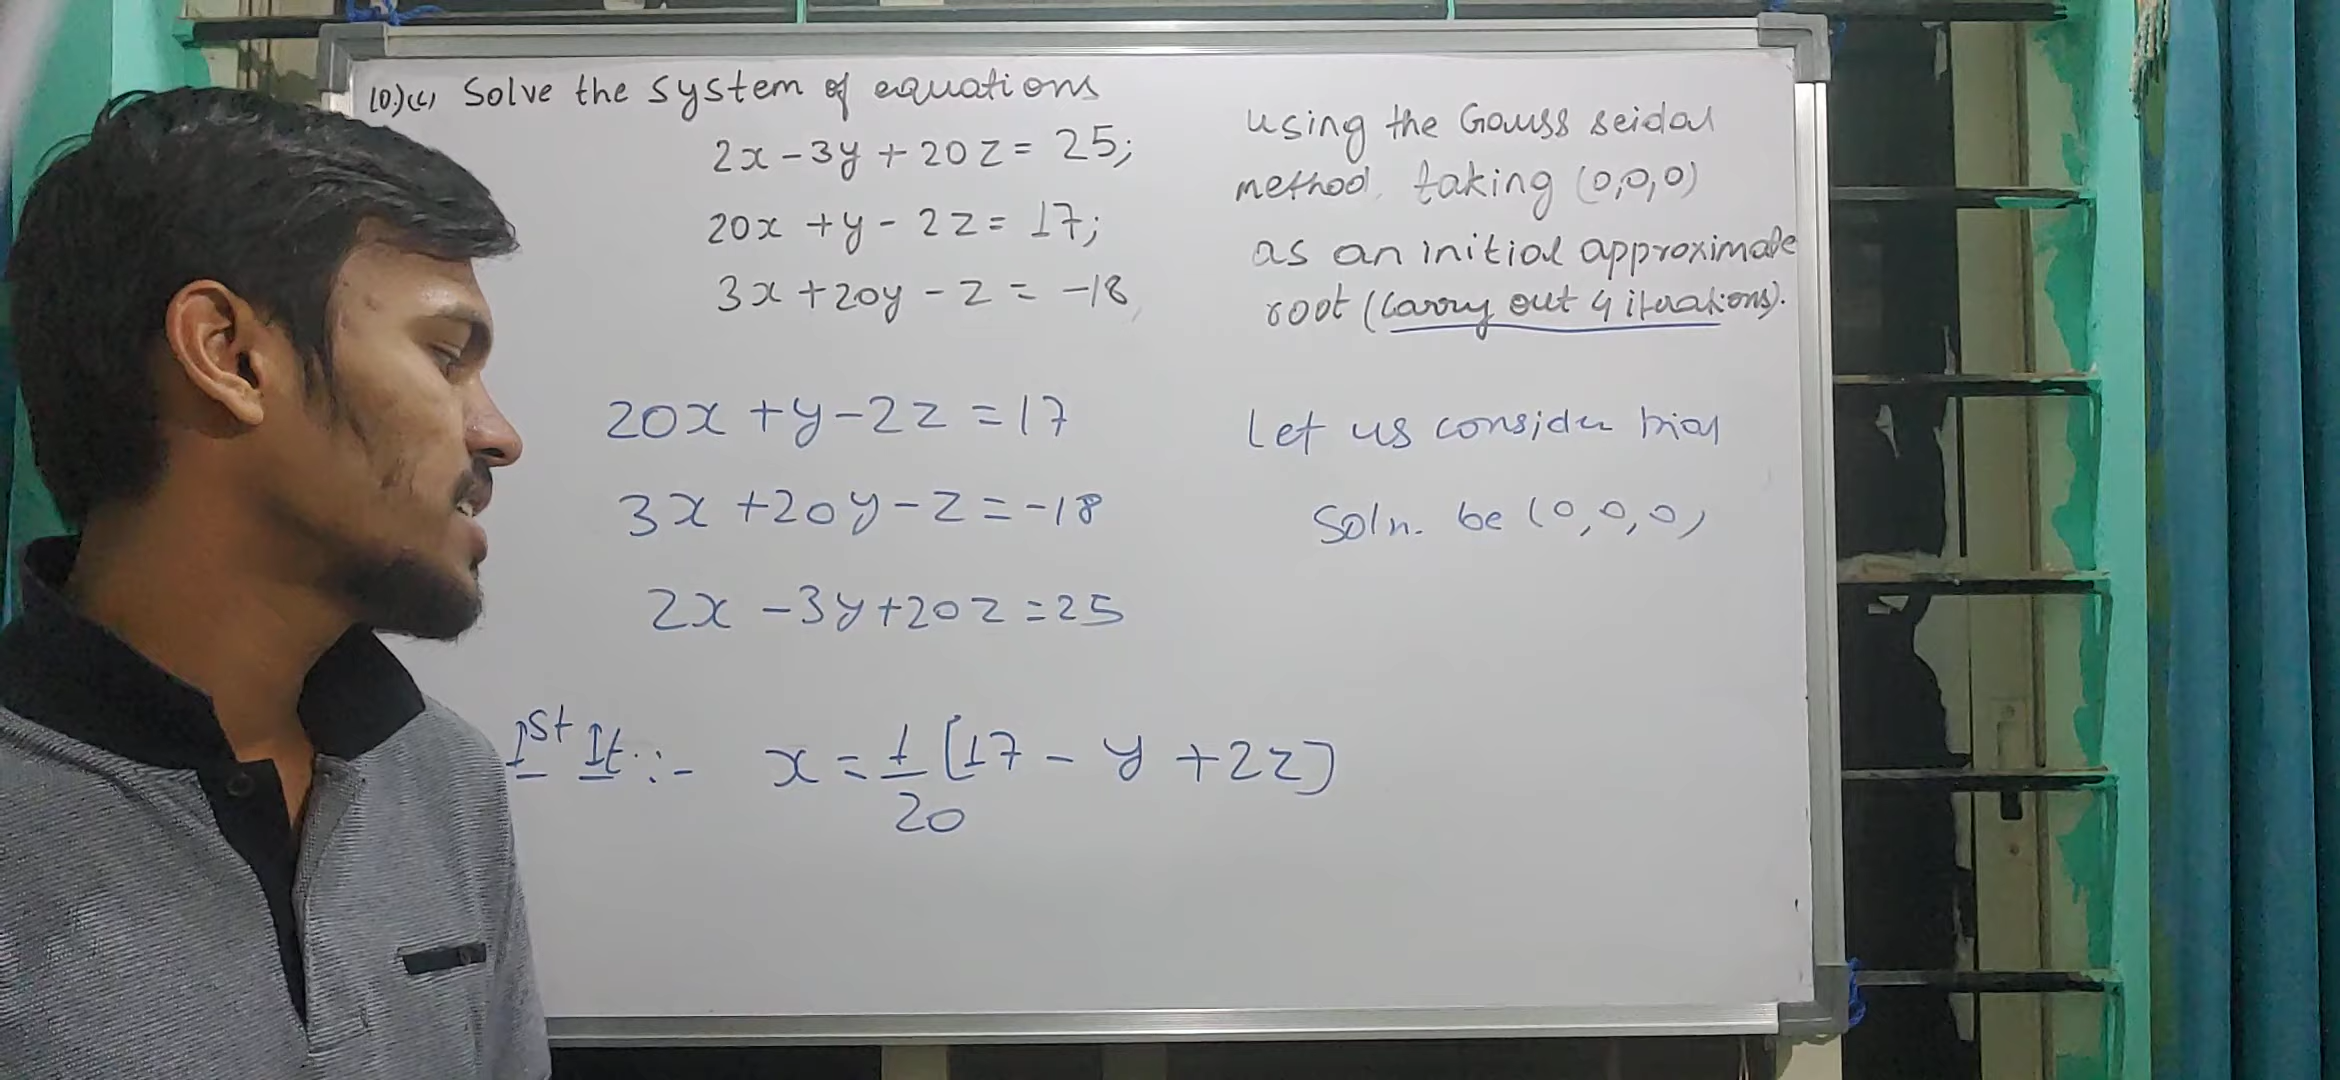 10.)(c) Solve the system of equations
2x - 3y + 20z = 25;
20x + y - 2z = 17;
3x + 20y - z = -18
using the Gauss seidal
method, taking (0,0,0)
as an initial approximate
root (carry out 4 iterations).
20x + y - 2z = 17
3x + 20y - z = -18
2x - 3y + 20z = 25
Let us consider trial
Soln. be (0,0,0)
Ist It :- x = 1/20 [17 - y + 2z]